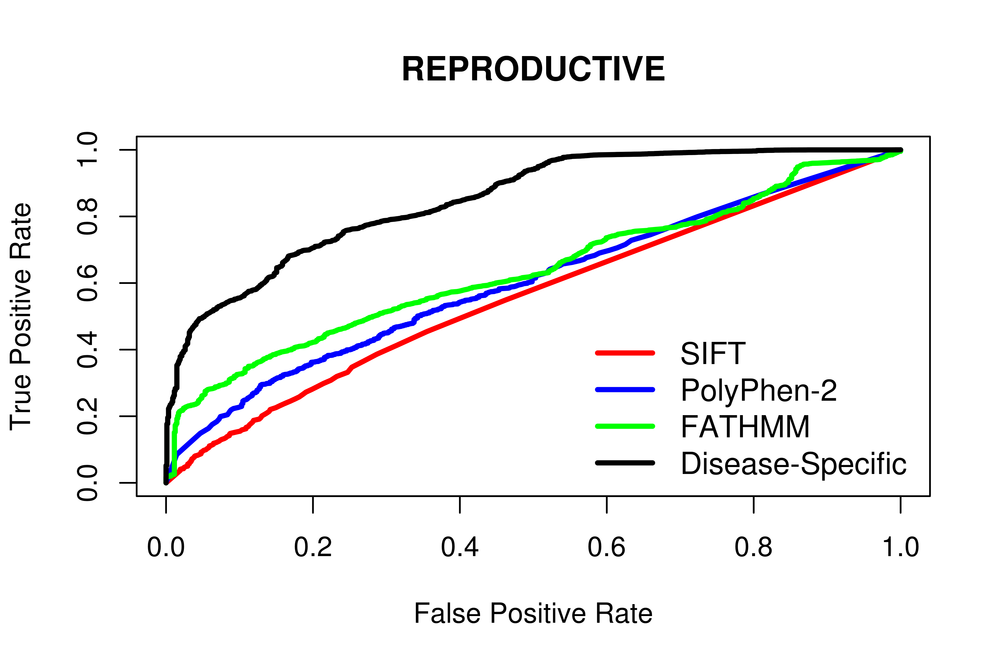 REPRODUCTIVE
True Positive Rate
1.0
0.8
0.6
0.4
0.2
0.0
SIFT
PolyPhen-2
FATHMM
Disease-Specific
0.0 0.2 0.4 0.6 0.8 1.0
False Positive Rate